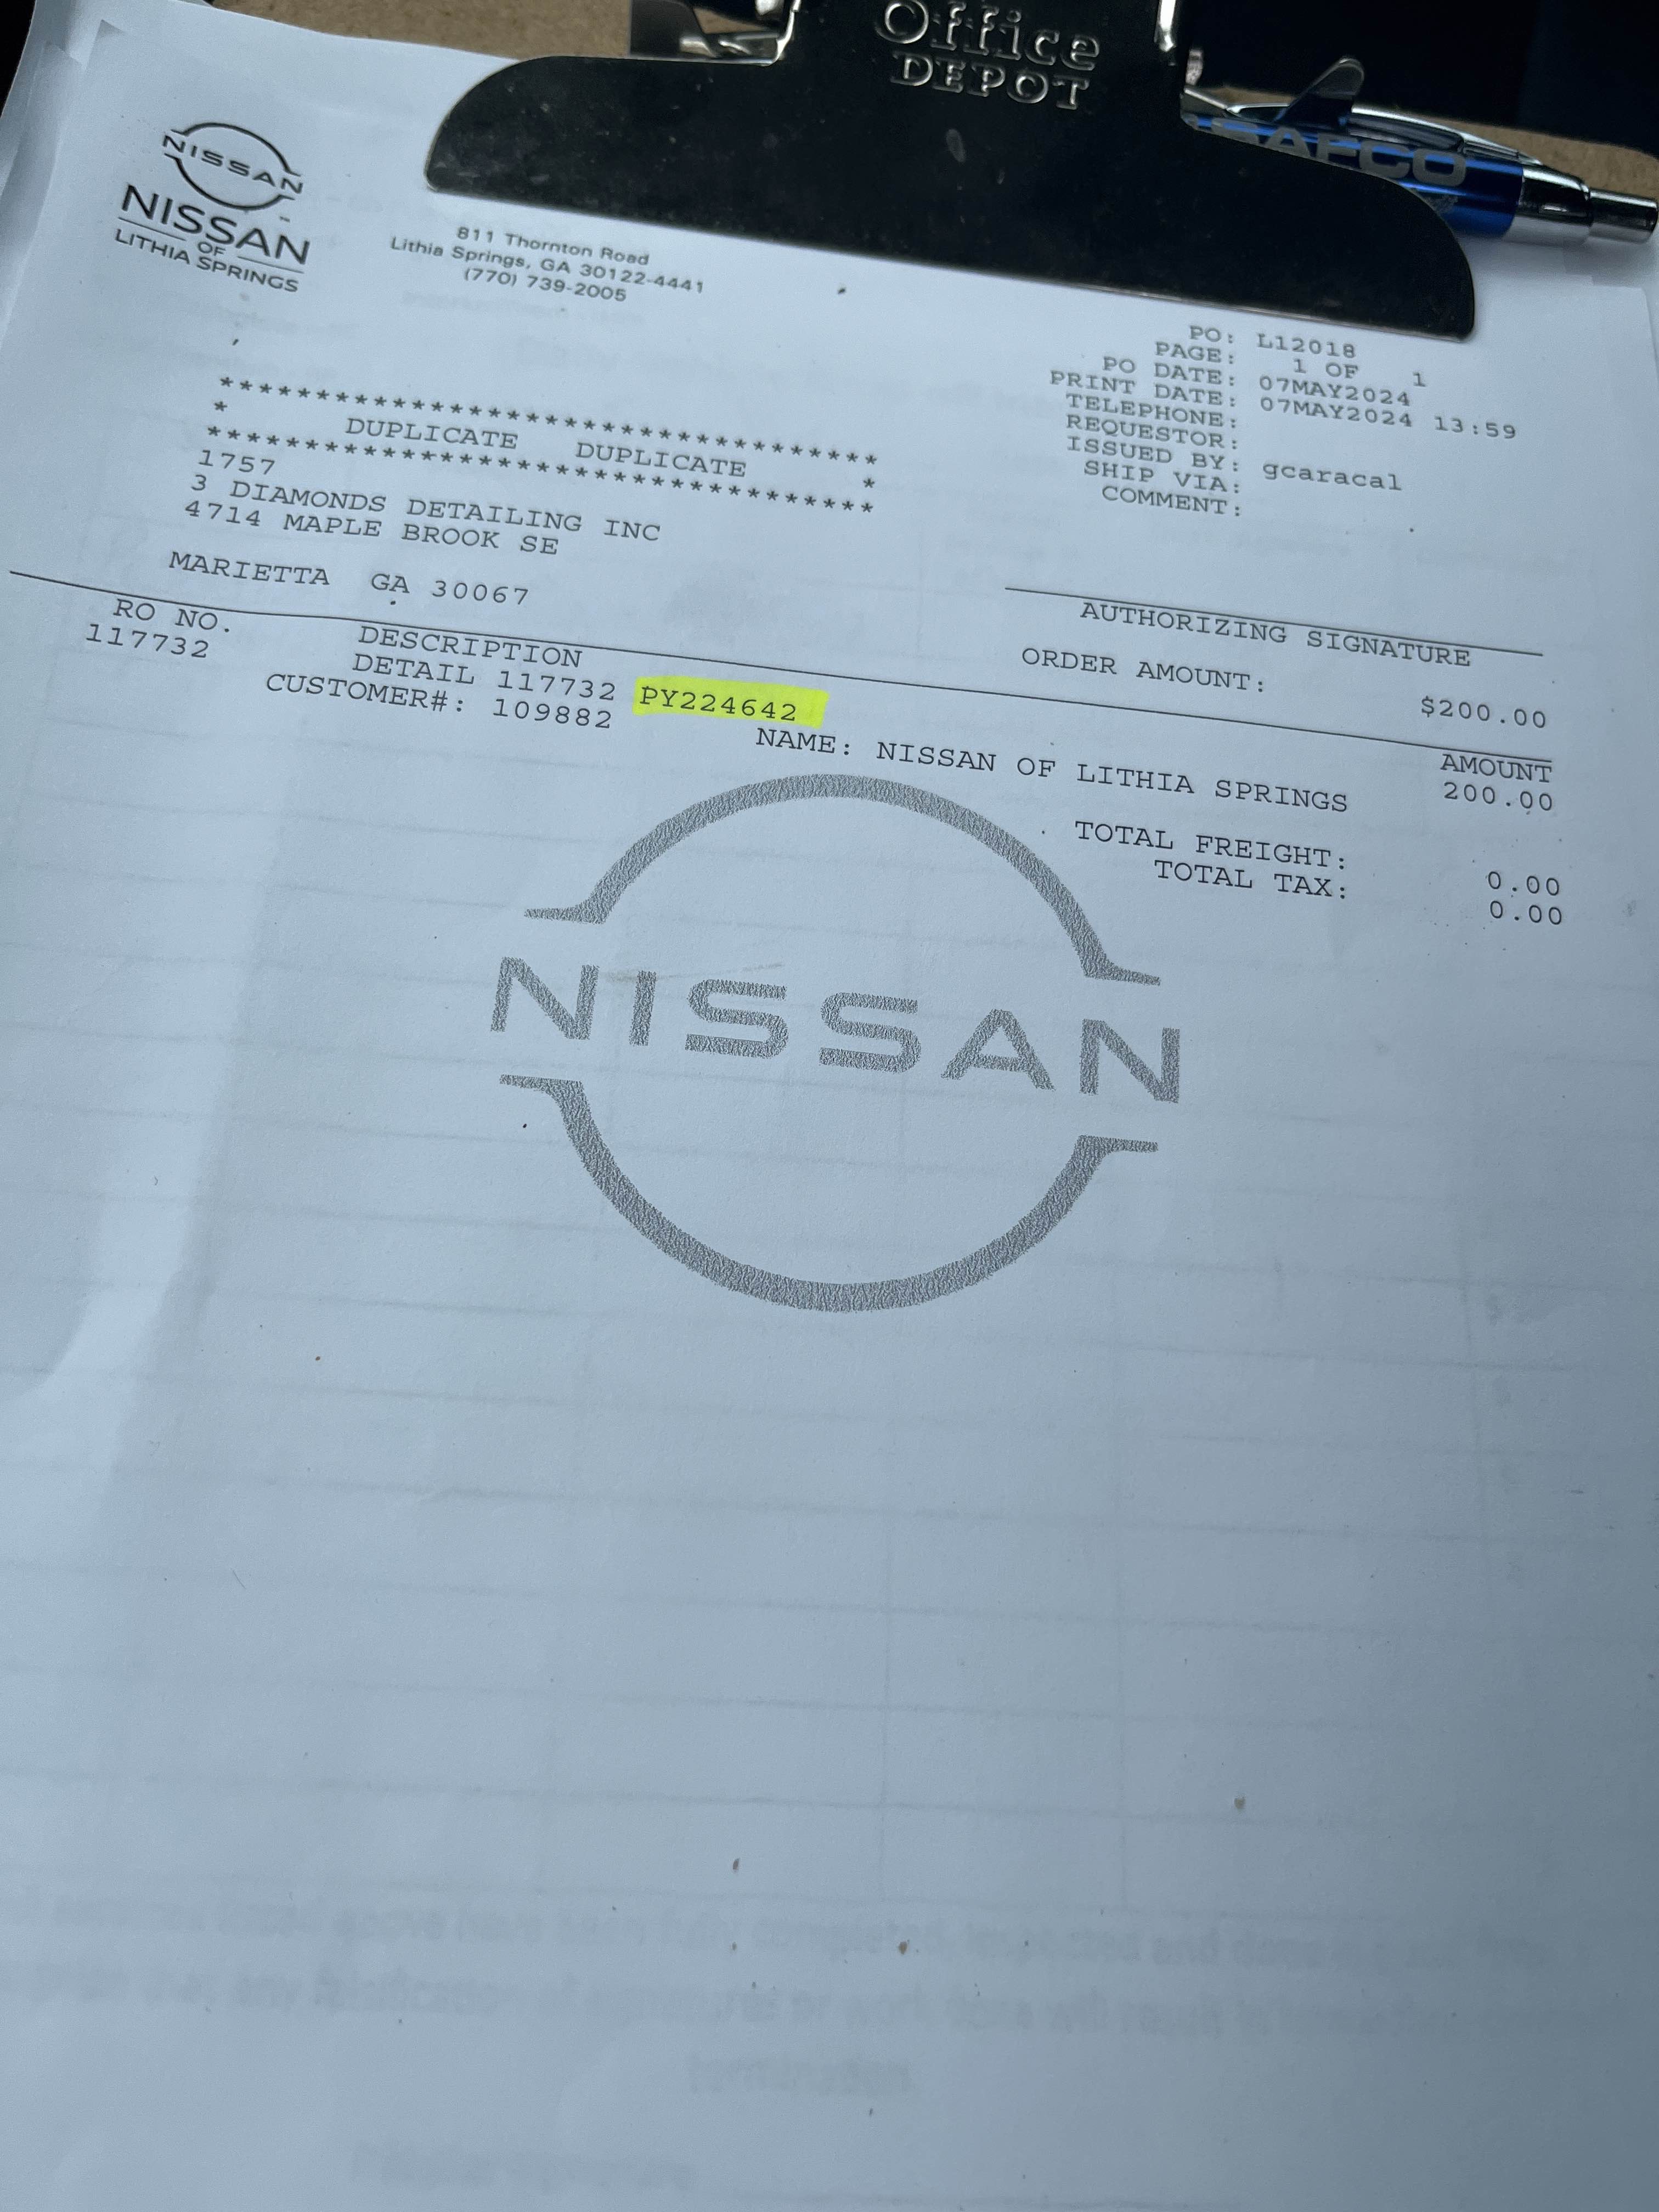 Office
DEPOT
SAFCO
NISSAN
NISSAN
OF
LITHIA SPRINGS
811 Thornton Road
Lithia Springs, GA 30122-4441
(770) 739-2005
PO: L12018
PAGE: 1 OF 1
PO DATE: 07MAY2024
PRINT DATE: 07MAY2024 13:59
TELEPHONE:
REQUESTOR:
ISSUED BY: gcaracal
SHIP VIA:
COMMENT:
*********************************
* DUPLICATE DUPLICATE *
*********************************
1757
3 DIAMONDS DETAILING INC
4714 MAPLE BROOK SE
MARIETTA GA 30067
AUTHORIZING SIGNATURE
ORDER AMOUNT: $200.00
RO NO. DESCRIPTION AMOUNT
117732 DETAIL 117732 PY224642 200.00
CUSTOMER#: 109882 NAME: NISSAN OF LITHIA SPRINGS
TOTAL FREIGHT: 0.00
TOTAL TAX: 0.00
NISSAN